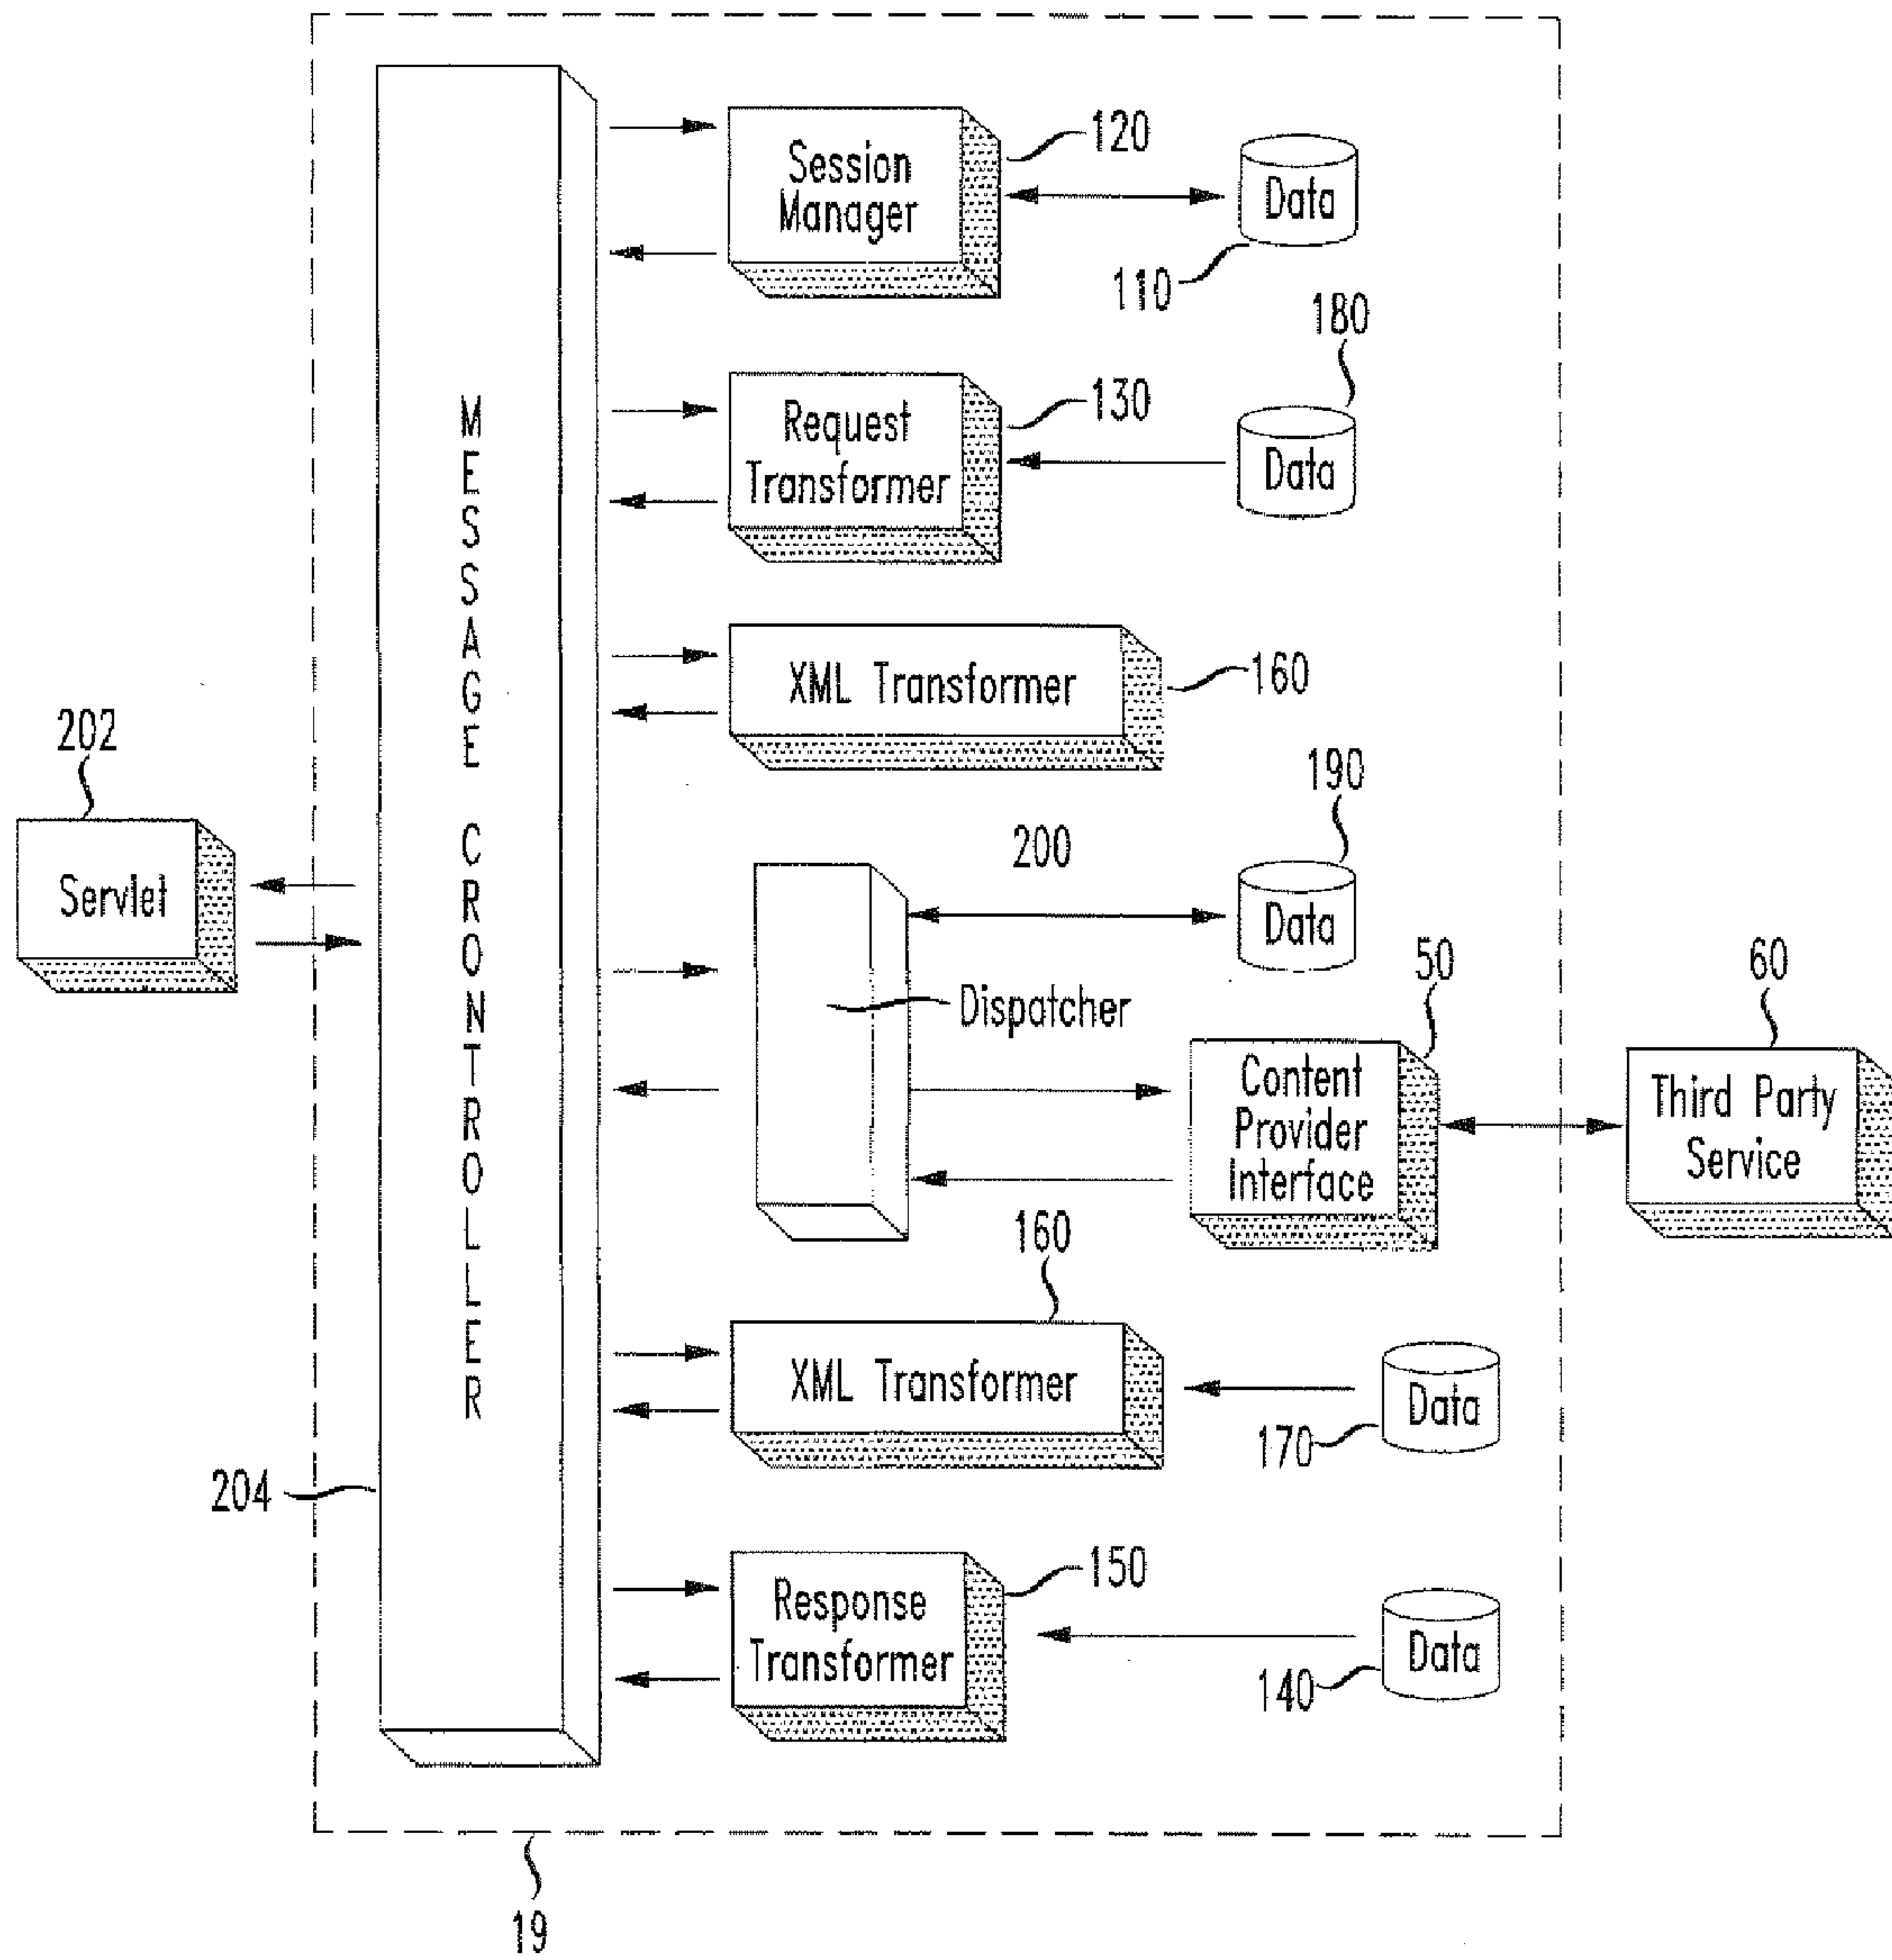 120
Session
Manager
Data
110
180
130
Request
Transformer
Data
MESSAGE CRONTROLLER
XML Transformer
160
202
190
200
Servlet
Data
50
60
Dispatcher
Content
Provider
Interface
Third Party
Service
160
XML Transformer
Data
170
204
150
Response
Transformer
Data
140
19